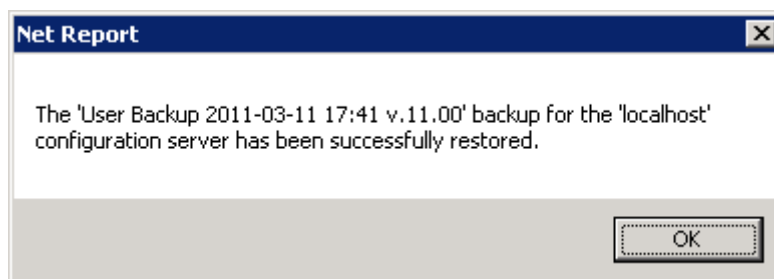 Net Report
The 'User Backup 2011-03-11 17:41 v.11.00' backup for the 'localhost'
configuration server has been successfully restored.
OK